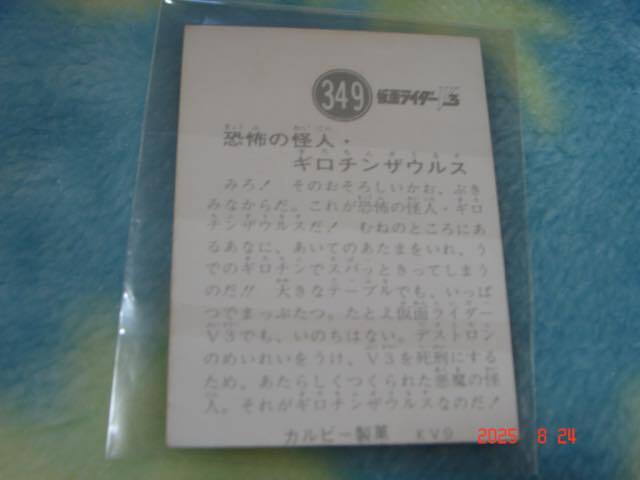 349 仮面ライダーV3
恐怖の怪人・
ギロチンザウルス
みろ! そのおそろしいかお、ぶき
みなからだ。これが恐怖の怪人・ギロ
チンザウルスだ! むねのところにあ
るあなに、あいてのあたまをいれ、う
でのギロチンでスパッときってしまう
のだ!! 大きなテーブルでも、いっぱ
つでまっぷたつ。たとえ仮面ライダー
V3でも、いのちはない。デストロン
のめいれいをうけ、V3を死刑にする
ため、あたらしくつくられた悪魔の怪
人。それがギロチンザウルスなのだ!
カルビー製菓 KV9
2025 8 24